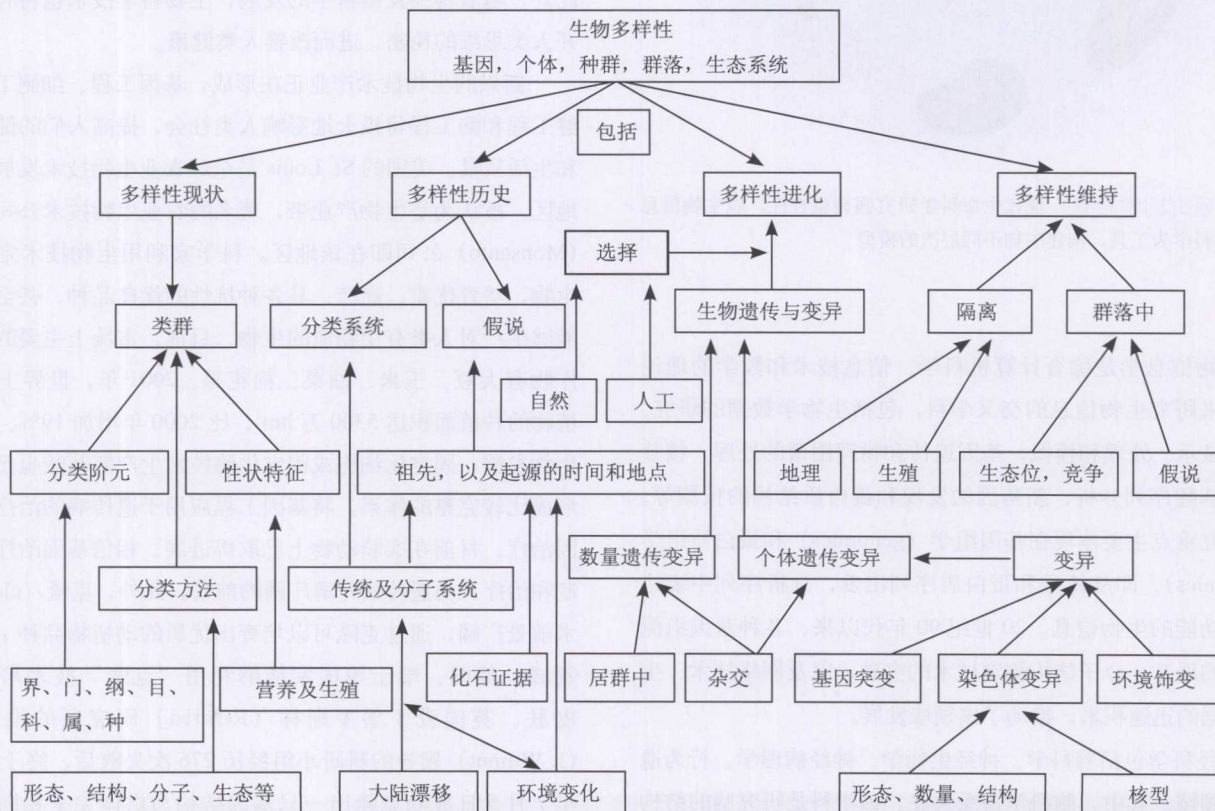 生物多样性
基因，个体，种群，群落，生态系统
包括
多样性现状
多样性历史
多样性进化
多样性维持
选择
类群
分类系统
假说
生物遗传与变异
隔离
群落中
自然
人工
分类阶元
性状特征
祖先，以及起源的时间和地点
地理
生殖
生态位，竞争
假说
数量遗传变异
个体遗传变异
变异
分类方法
传统及分子系统
界、门、纲、目、
科、属、种
营养及生殖
化石证据
居群中
杂交
基因突变
染色体变异
环境饰变
形态、结构、分子、生态等
大陆漂移
环境变化
形态、数量、结构
核型